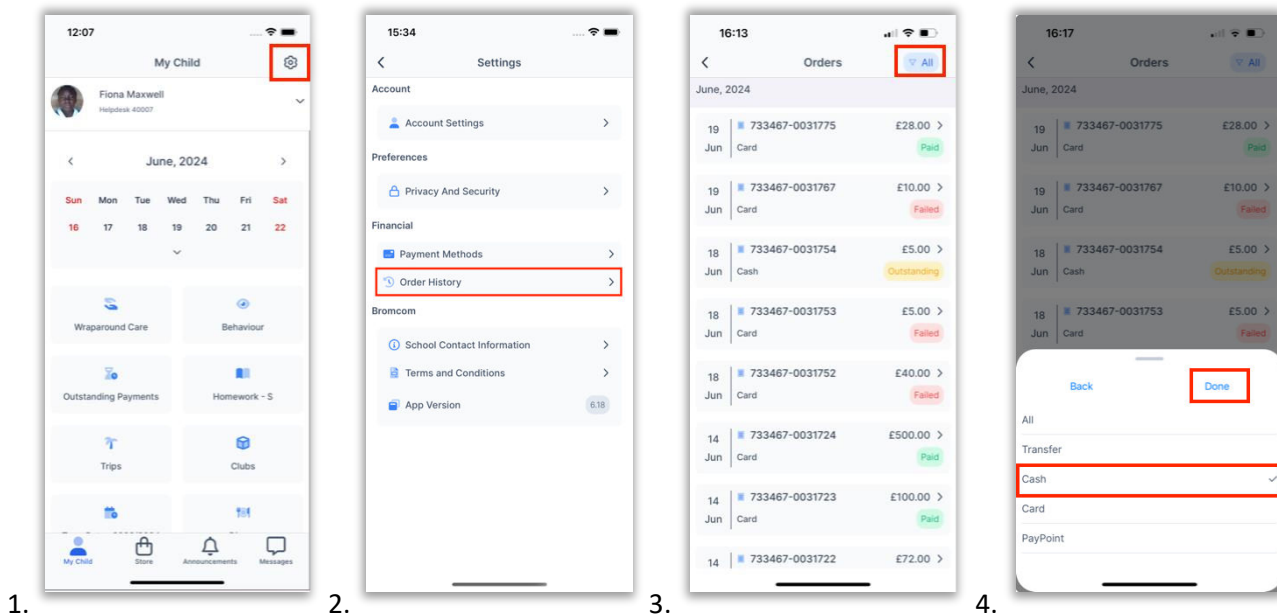 12:07
My Child
Fiona Maxwell
Helpdesk 40007
June, 2024
Sun Mon Tue Wed Thu Fri Sat
16 17 18 19 20 21 22
Wraparound Care Behaviour
Outstanding Payments Homework - S
Trips Clubs
My Child Store Announcements Messages
1.
15:34
Settings
Account
Account Settings
Preferences
Privacy And Security
Financial
Payment Methods
Order History
Bromcom
School Contact Information
Terms and Conditions
App Version 6.18
2.
16:13
Orders All
June, 2024
19 733467-0031775 £28.00
Jun Card Paid
19 733467-0031767 £10.00
Jun Card Failed
18 733467-0031754 £5.00
Jun Cash Outstanding
18 733467-0031753 £5.00
Jun Card Failed
18 733467-0031752 £40.00
Jun Card Failed
14 733467-0031724 £500.00
Jun Card Paid
14 733467-0031723 £100.00
Jun Card Paid
14 733467-0031722 £72.00
3.
16:17
Orders All
June, 2024
19 733467-0031775 £28.00
Jun Card Paid
19 733467-0031767 £10.00
Jun Card Failed
18 733467-0031754 £5.00
Jun Cash Outstanding
18 733467-0031753 £5.00
Jun Card Failed
Back Done
All
Transfer
Cash
Card
PayPoint
4.